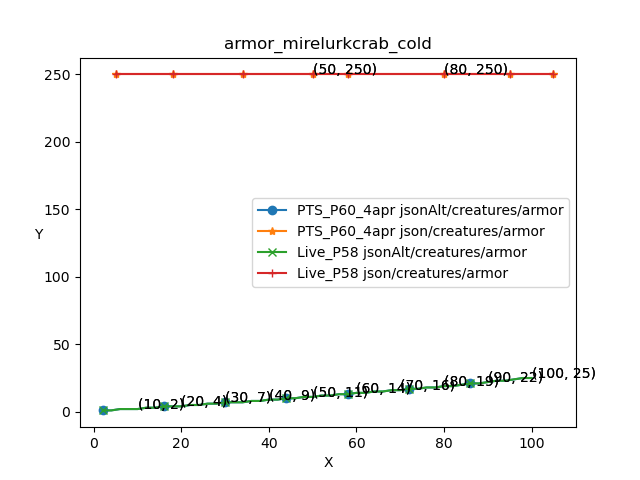 armor_mirelurkcrab_cold
250
(50, 250)
(80, 250)
200
150
PTS_P60_4apr jsonAlt/creatures/armor
PTS_P60_4apr json/creatures/armor
Y
Live_P58 jsonAlt/creatures/armor
Live_P58 json/creatures/armor
100
50
0
(10, 2)
(20, 4)
(30, 7)
(40, 9)
(50, 11)
(60, 14)
(70, 16)
(80, 19)
(90, 22)
(100, 25)
0 20 40 60 80 100
X